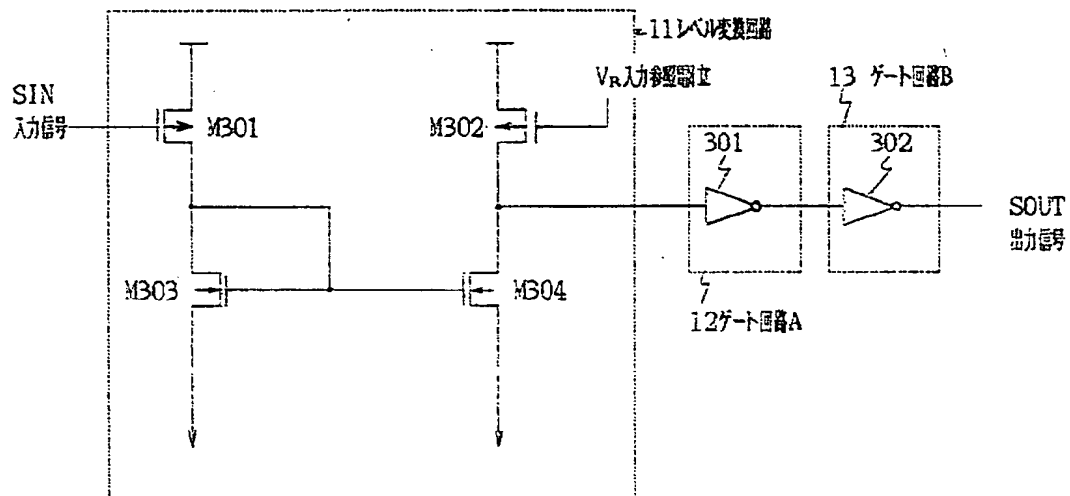 11レベル変換回路
SIN
入力信号
M301
M302
VR入力参照電位
13 ゲート回路B
301
302
SOUT
出力信号
M303
M304
12ゲート回路A